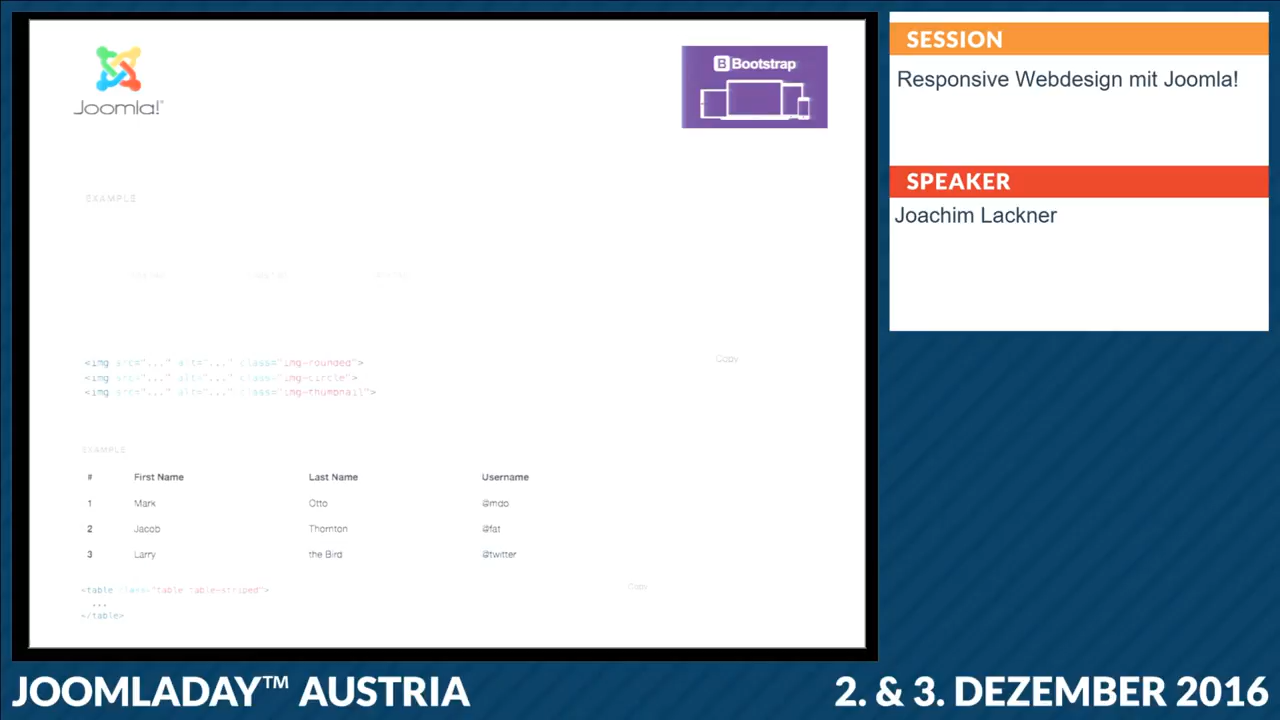 Joomla!®
B Bootstrap
EXAMPLE
<img src="..." alt="..." class="img-rounded">
Copy
<img src="..." alt="..." class="img-circle">
<img src="..." alt="..." class="img-thumbnail">
EXAMPLE
# First Name Last Name Username
1 Mark Otto @mdo
2 Jacob Thornton @fat
3 Larry the Bird @twitter
<table class="table table-striped">
Copy
...
</table>
SESSION
Responsive Webdesign mit Joomla!
SPEAKER
Joachim Lackner
JOOMLADAY™ AUSTRIA
2. & 3. DEZEMBER 2016